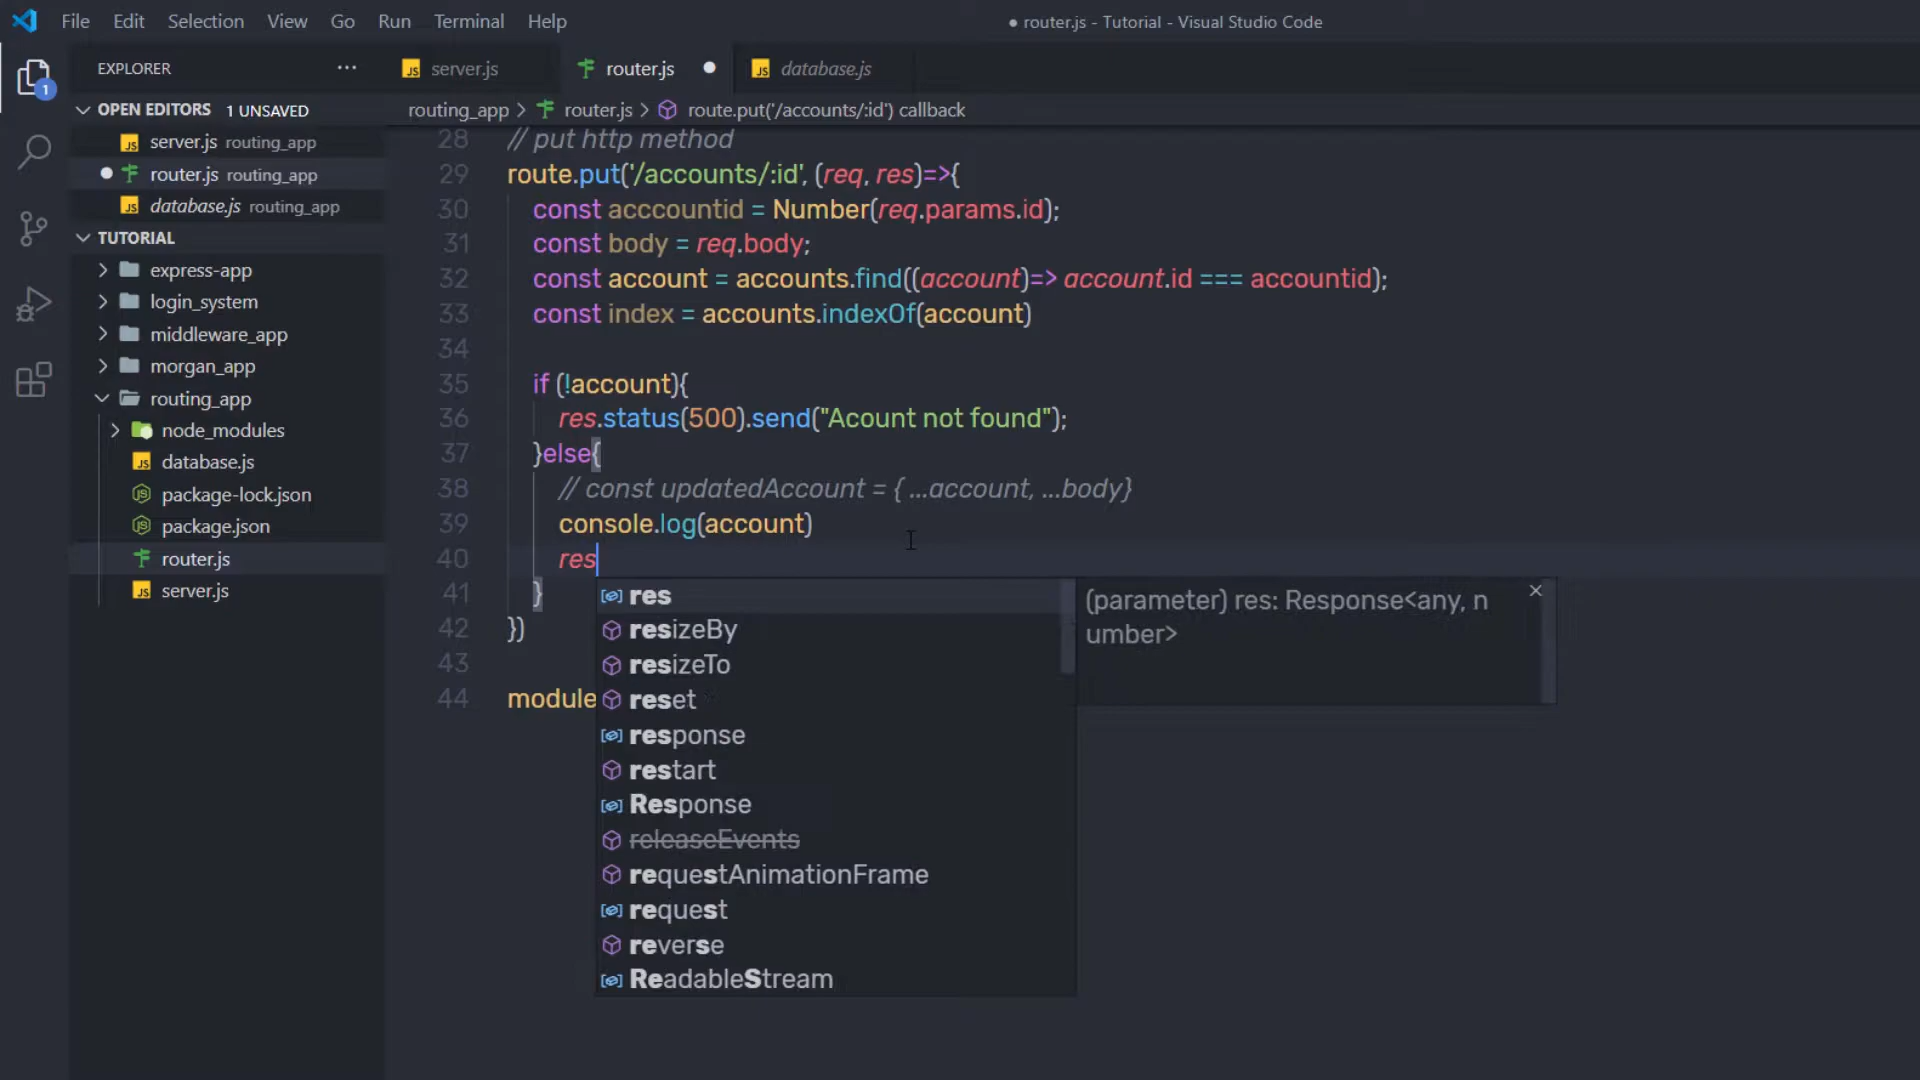 File Edit Selection View Go Run Terminal Help
● router.js - Tutorial - Visual Studio Code
EXPLORER ···
server.js router.js ● database.js
1
OPEN EDITORS 1 UNSAVED
routing_app > router.js > route.put('/accounts/:id') callback
server.js routing_app
router.js routing_app
database.js routing_app
TUTORIAL
express-app
login_system
middleware_app
morgan_app
routing_app
node_modules
database.js
package-lock.json
package.json
router.js
server.js
28 // put http method
29 route.put('/accounts/:id', (req, res)=>{
30 const acccountid = Number(req.params.id);
31 const body = req.body;
32 const account = accounts.find((account)=> account.id === accountid);
33 const index = accounts.indexOf(account)
34
35 if (!account){
36 res.status(500).send("Acount not found");
37 }else{
38 // const updatedAccount = { ...account, ...body}
39 console.log(account)
40 res
41 }
42 })
43
44 module
res
resizeBy
resizeTo
reset
response
restart
Response
releaseEvents
requestAnimationFrame
request
reverse
ReadableStream
(parameter) res: Response<any, n
umber>